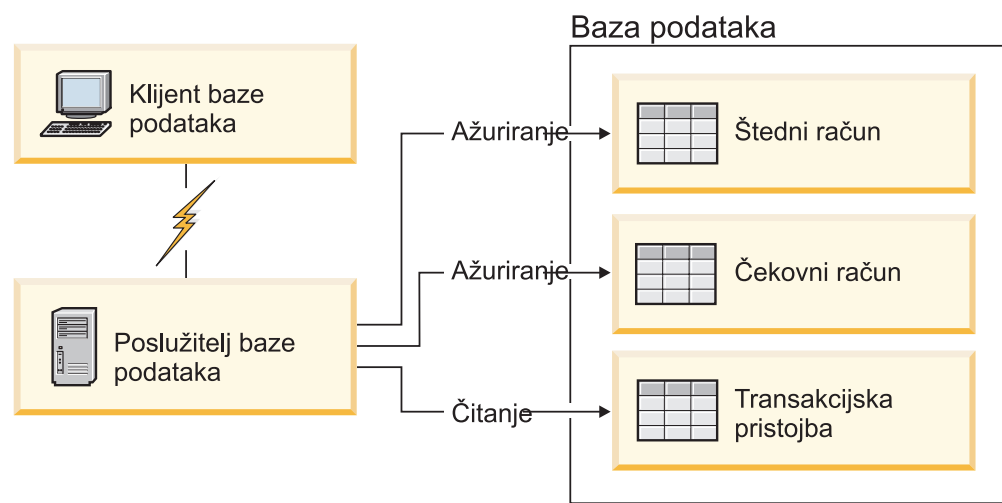 Baza podataka
Klijent baze
podataka
Ažuriranje
Štedni račun
Ažuriranje
Čekovni račun
Poslužitelj baze
podataka
Čitanje
Transakcijska
pristojba